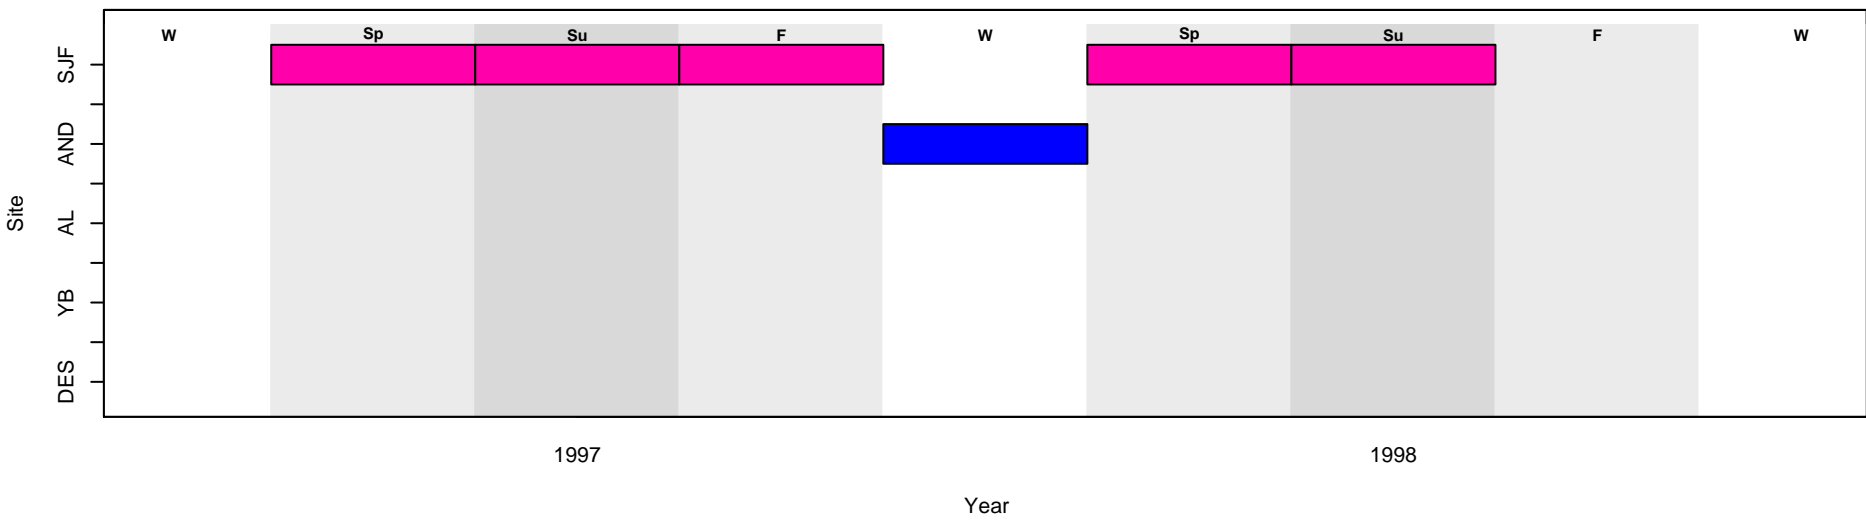 W Sp Su F W Sp Su F W
SJF
AND
AL
YB
DES
Site
1997 1998
Year